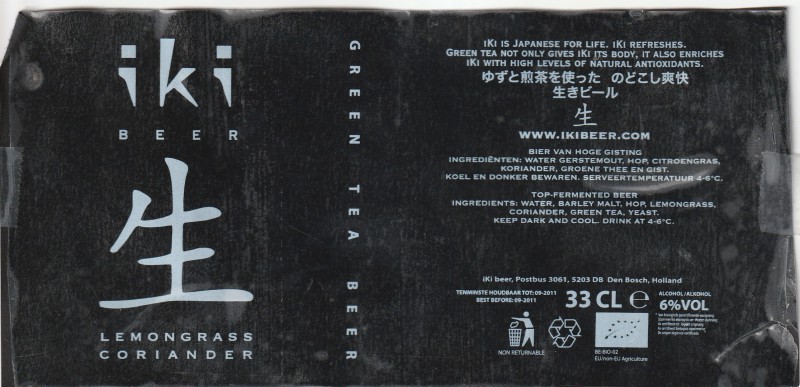 iki
BEER
生
LEMONGRASS
CORIANDER
GREEN TEA BEER
iKi IS JAPANESE FOR LIFE. iKi REFRESHES.
GREEN TEA NOT ONLY GIVES iKi ITS BODY, IT ALSO ENRICHES
iKi WITH HIGH LEVELS OF NATURAL ANTIOXIDANTS.
ゆずと煎茶を使った のどこし爽快
生きビール
生
WWW.IKIBEER.COM
BIER VAN HOGE GISTING
INGREDIËNTEN: WATER GERSTEMOUT, HOP, CITROENGRAS,
KORIANDER, GROENE THEE EN GIST.
KOEL EN DONKER BEWAREN. SERVEERTEMPERATUUR 4-6°C.
TOP-FERMENTED BEER
INGREDIENTS: WATER, BARLEY MALT, HOP, LEMONGRASS,
CORIANDER, GREEN TEA, YEAST.
KEEP DARK AND COOL. DRINK AT 4-6°C.
iKi beer, Postbus 3061, 5203 DB Den Bosch, Holland
TENMINSTE HOUDBAAR TOT: 09-2011
BEST BEFORE: 09-2011
33 CL e
ALCOHOL/ALKOHOL
6%VOL
NON RETURNABLE
BE-BIO-02
EU/non-EU Agriculture